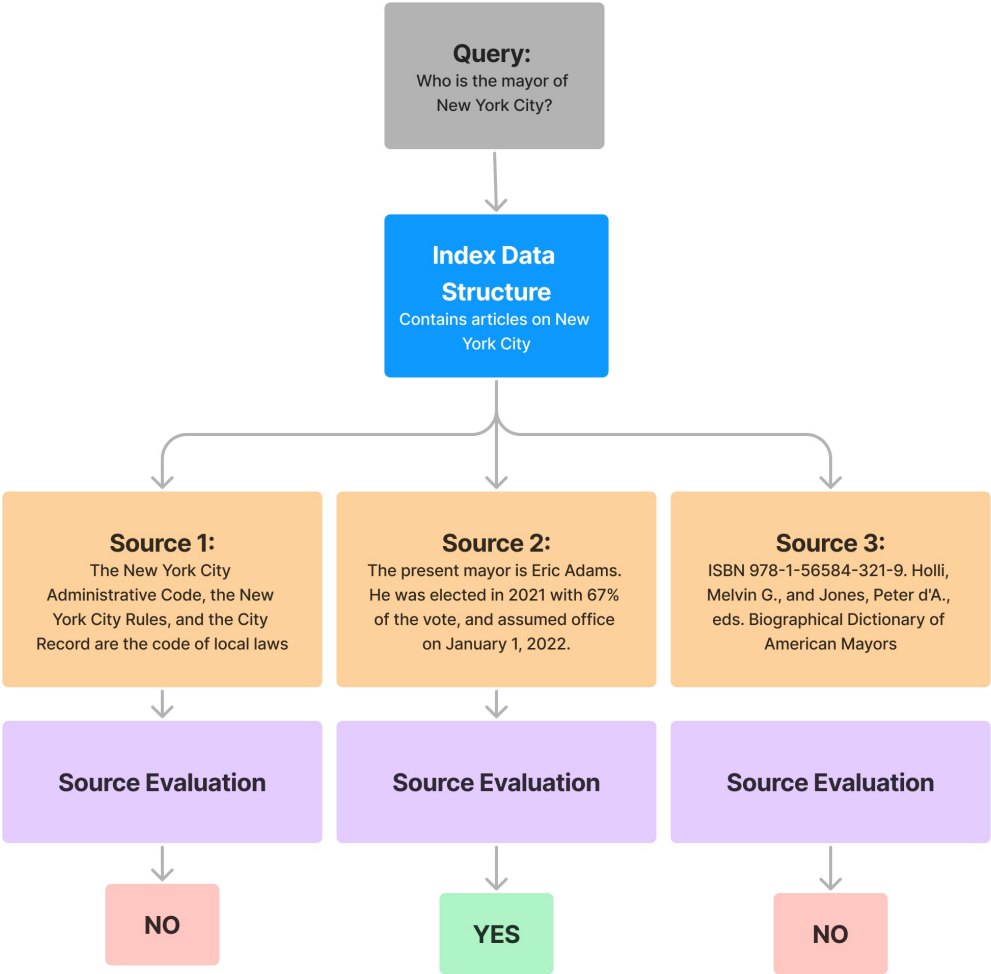 Query:
Who is the mayor of
New York City?
Index Data
Structure
Contains articles on New
York City
Source 1:
The New York City
Administrative Code, the New
York City Rules, and the City
Record are the code of local laws
Source 2:
The present mayor is Eric Adams.
He was elected in 2021 with 67%
of the vote, and assumed office
on January 1, 2022.
Source 3:
ISBN 978-1-56584-321-9. Holli,
Melvin G., and Jones, Peter d'A.,
eds. Biographical Dictionary of
American Mayors
Source Evaluation
Source Evaluation
Source Evaluation
NO
YES
NO